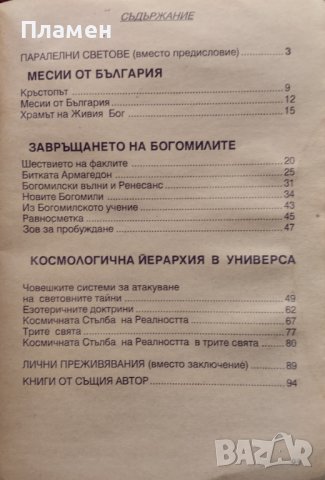 СЪДЪРЖАНИЕ
ПАРАЛЕЛНИ СВЕТОВЕ (вместо предисловие) 3
МЕСИИ ОТ БЪЛГАРИЯ
Кръстопът 9
Месии от България 12
Храмът на Живия Бог 15
ЗАВРЪЩАНЕТО НА БОГОМИЛИТЕ
Шествието на факлите 20
Битката Армагедон 25
Богомилски вълни и Ренесанс 31
Новите Богомили 34
Из Богомилското учение 43
Равносметка 45
Зов за пробуждане 47
КОСМОЛОГИЧНА ЙЕРАРХИЯ В УНИВЕРСА
Човешките системи за атакуване
на световните тайни 49
Езотеричните доктрини 62
Космичната Стълба на Реалността 67
Трите свята 77
Космичната Стълба на Реалността в трите свята 80
ЛИЧНИ ПРЕЖИВЯВАНИЯ (вместо заключение) 89
КНИГИ ОТ СЪЩИЯ АВТОР 94
Пламен
BAZAR